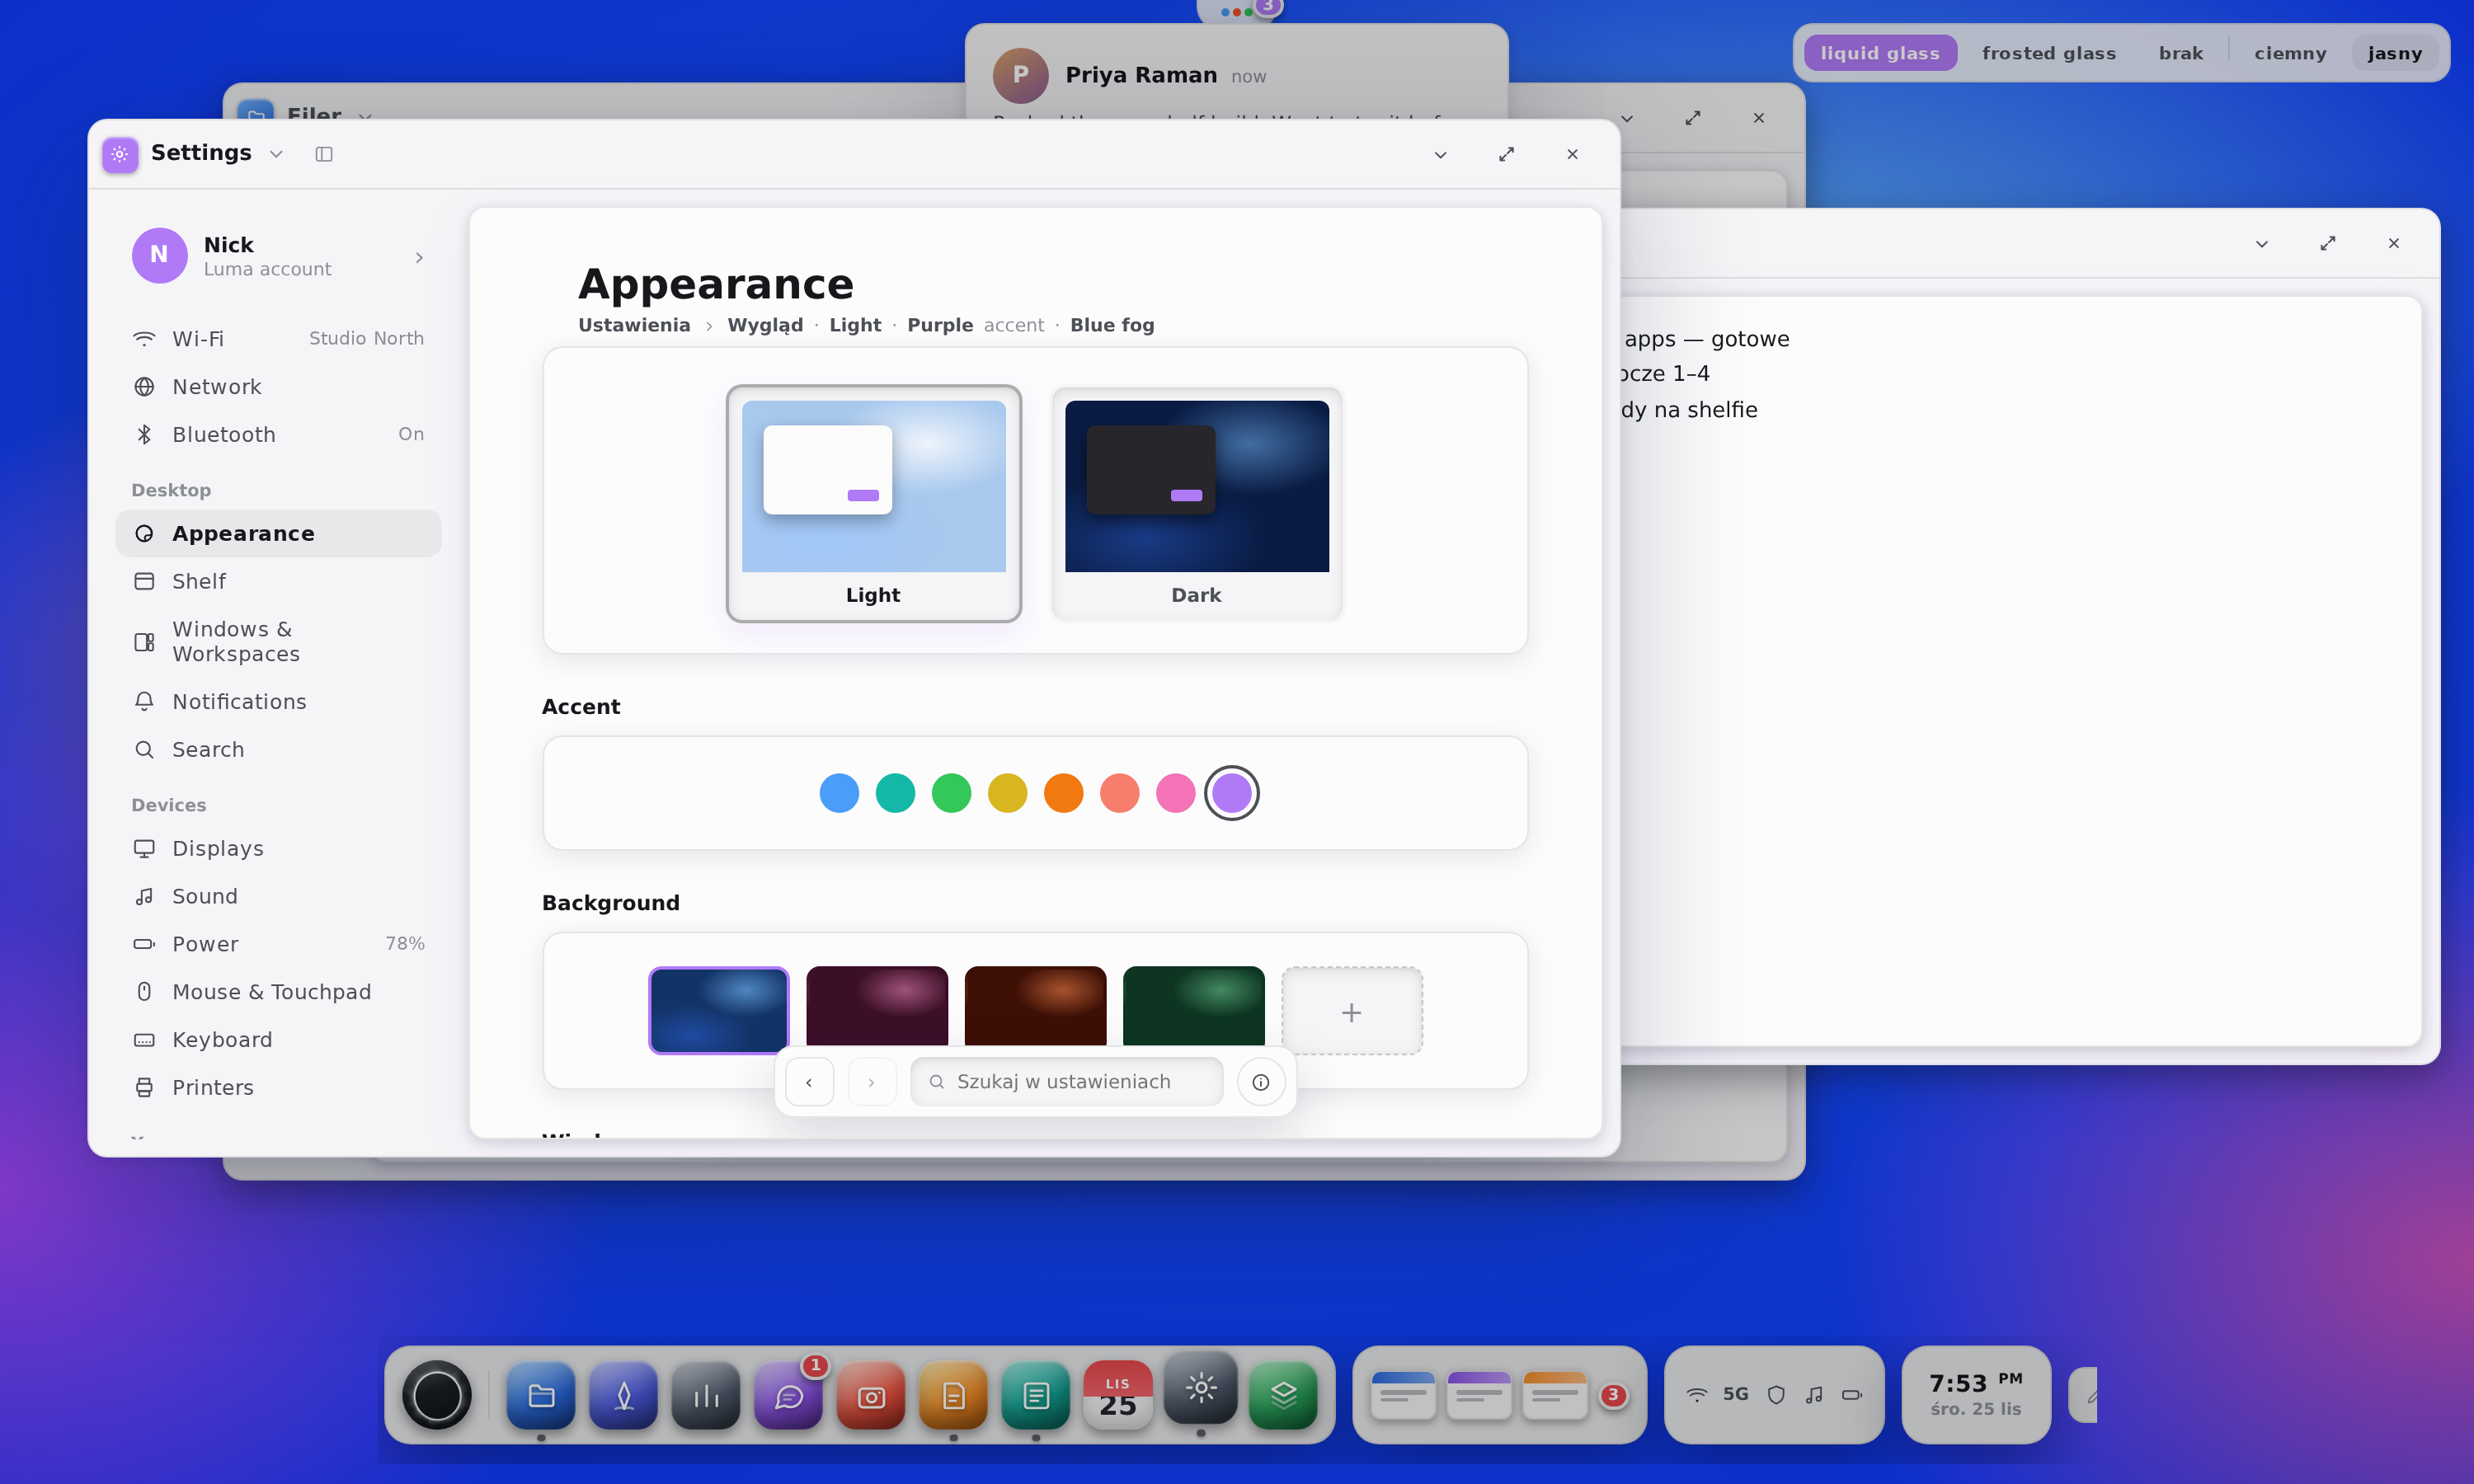 3
liquid glass frosted glass brak ciemny jasny
P Priya Raman now
Filer
Settings
N Nick
Luma account
Wi-Fi Studio North
Network
Bluetooth On
Desktop
Appearance
Shelf
Windows &
Workspaces
Notifications
Search
Devices
Displays
Sound
Power 78%
Mouse & Touchpad
Keyboard
Printers
Appearance
Ustawienia › Wygląd · Light · Purple accent · Blue fog
Light
Dark
Accent
Background
Szukaj w ustawieniach
apps — gotowe
1–4
na shelfie
1
LIS
25
3
5G
7:53 PM
śro. 25 lis